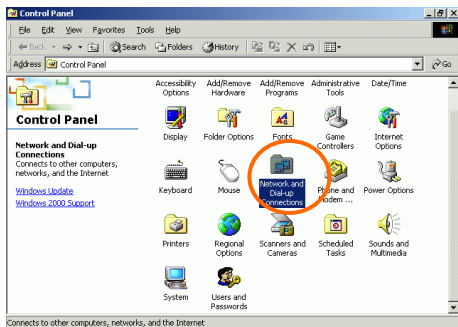 Control Panel
File Edit View Favorites Tools Help
Back Search Folders History
Address Control Panel Go
Accessibility Options
Add/Remove Hardware
Add/Remove Programs
Administrative Tools
Date/Time
Control Panel
Network and Dial-up
Connections
Connects to other computers,
networks, and the Internet
Windows Update
Windows 2000 Support
Display
Folder Options
Fonts
Game Controllers
Internet Options
Keyboard
Mouse
Network and
Dial-up
Connections
Phone and
Modem ...
Power Options
Printers
Regional
Options
Scanners and
Cameras
Scheduled
Tasks
Sounds and
Multimedia
System
Users and
Passwords
Connects to other computers, networks, and the Internet